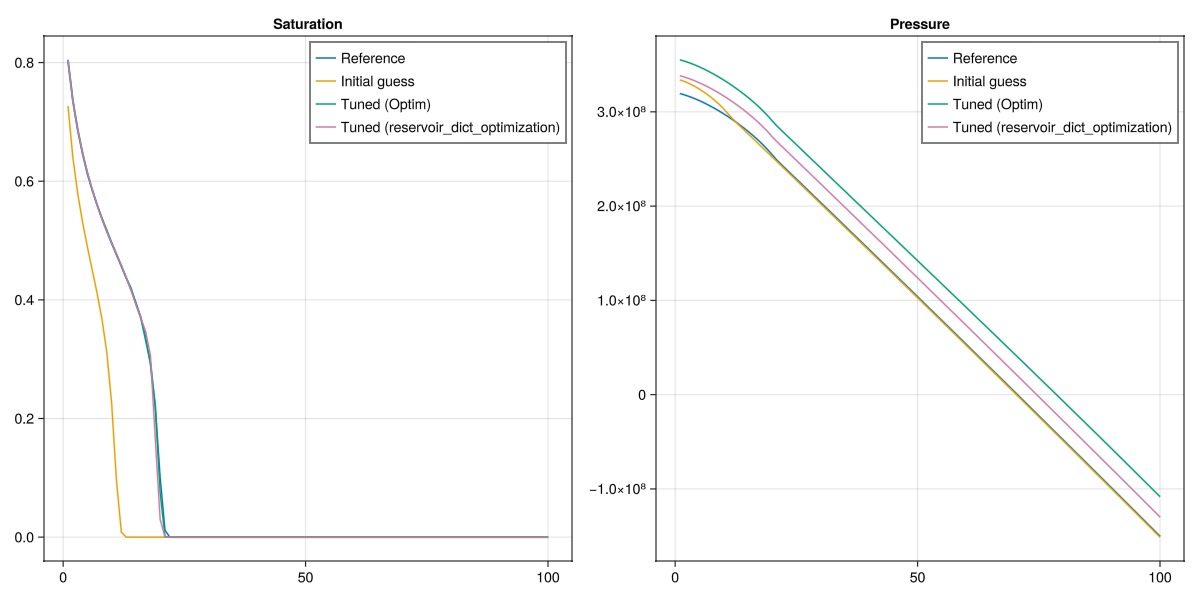 Saturation
Reference
Initial guess
Tuned (Optim)
Tuned (reservoir_dict_optimization)
0.8
0.6
0.4
0.2
0.0
0
50
100
Pressure
Reference
Initial guess
Tuned (Optim)
Tuned (reservoir_dict_optimization)
3.0×10⁸
2.0×10⁸
1.0×10⁸
0
−1.0×10⁸
0
50
100